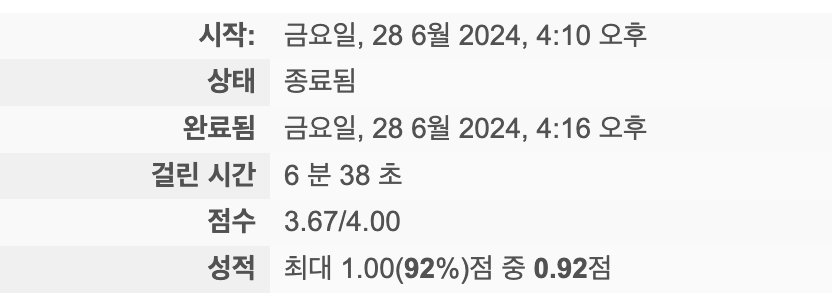 시작: 금요일, 28 6월 2024, 4:10 오후
상태 종료됨
완료됨 금요일, 28 6월 2024, 4:16 오후
걸린 시간 6 분 38 초
점수 3.67/4.00
성적 최대 1.00(92%)점 중 0.92점